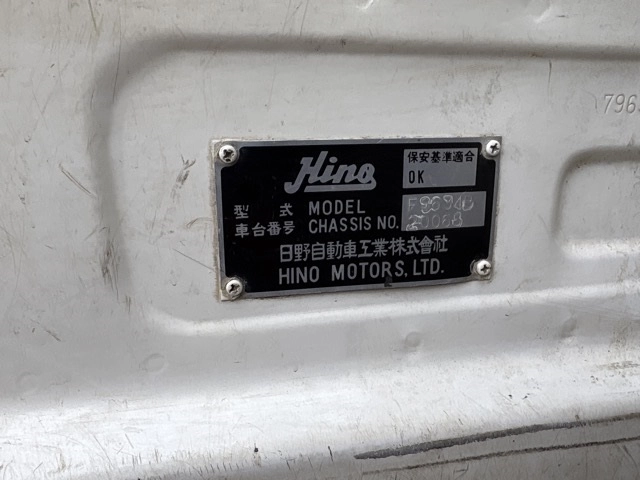 Hino
保安基準適合
OK
型式 MODEL
車台番号 CHASSIS NO.
日野自動車工業株式會社
HINO MOTORS, LTD.